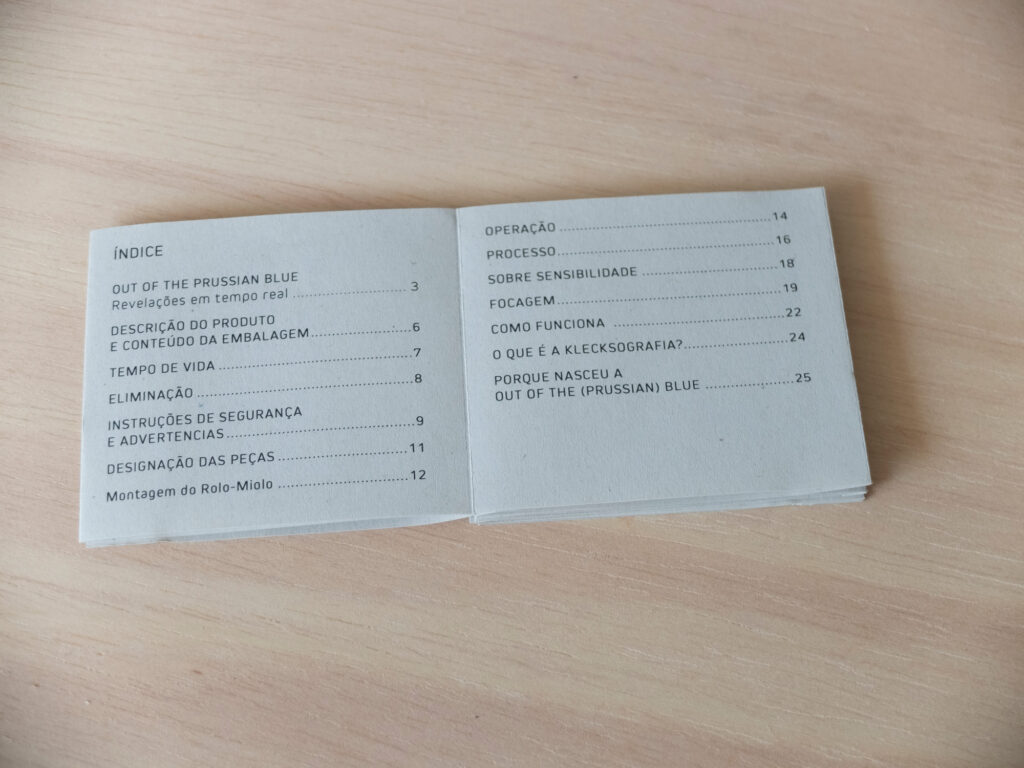 ÍNDICE
OUT OF THE PRUSSIAN BLUE
Revelações em tempo real ............................ 3
DESCRIÇÃO DO PRODUTO
E CONTEÚDO DA EMBALAGEM.........................6
TEMPO DE VIDA ................................................7
ELIMINAÇÃO .....................................................8
INSTRUÇÕES DE SEGURANÇA
E ADVERTENCIAS..............................................9
DESIGNAÇÃO DAS PEÇAS ................................11
Montagem do Rolo-Miolo ................................12
OPERAÇÃO .....................................................14
PROCESSO.......................................................16
SOBRE SENSIBILIDADE ..................................18
FOCAGEM........................................................19
COMO FUNCIONA ..........................................22
O QUE É A KLECKSOGRAFIA?..........................24
PORQUE NASCEU A
OUT OF THE (PRUSSIAN) BLUE ......................25